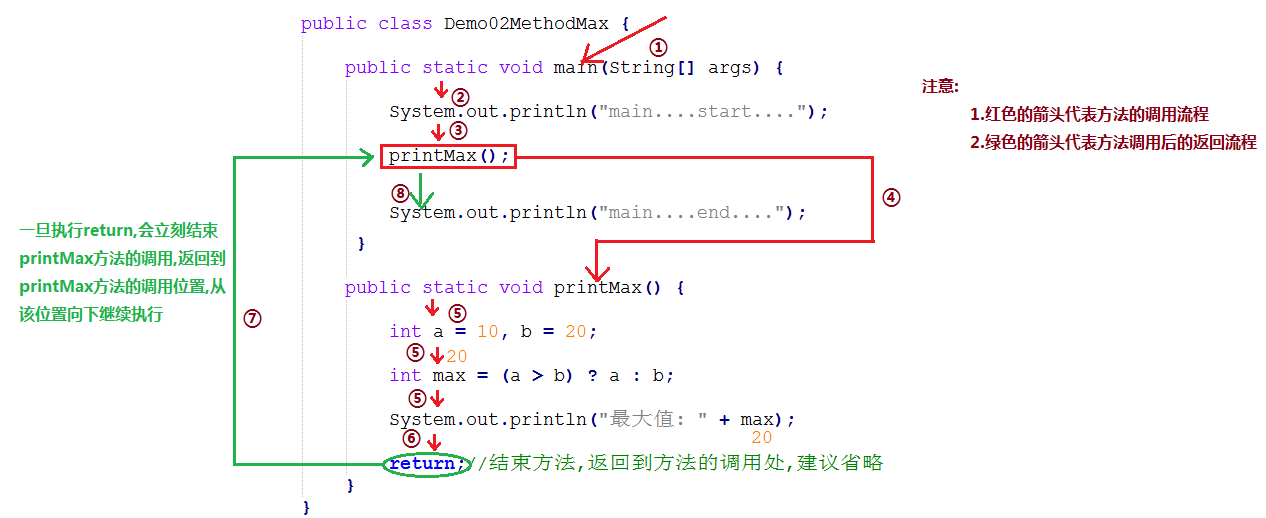 public class Demo02MethodMax {
①
public static void main(String[] args) {
②
System.out.println("main....start....");
③
printMax();
⑧
System.out.println("main....end....");
}
④
public static void printMax() {
⑤
int a = 10, b = 20;
⑤ 20
int max = (a > b) ? a : b;
⑤
System.out.println("最大值: " + max);
20
⑥
return;//结束方法,返回到方法的调用处,建议省略
}
}
注意:
1.红色的箭头代表方法的调用流程
2.绿色的箭头代表方法调用后的返回流程
一旦执行return,会立刻结束
printMax方法的调用,返回到
printMax方法的调用位置,从
该位置向下继续执行
⑦